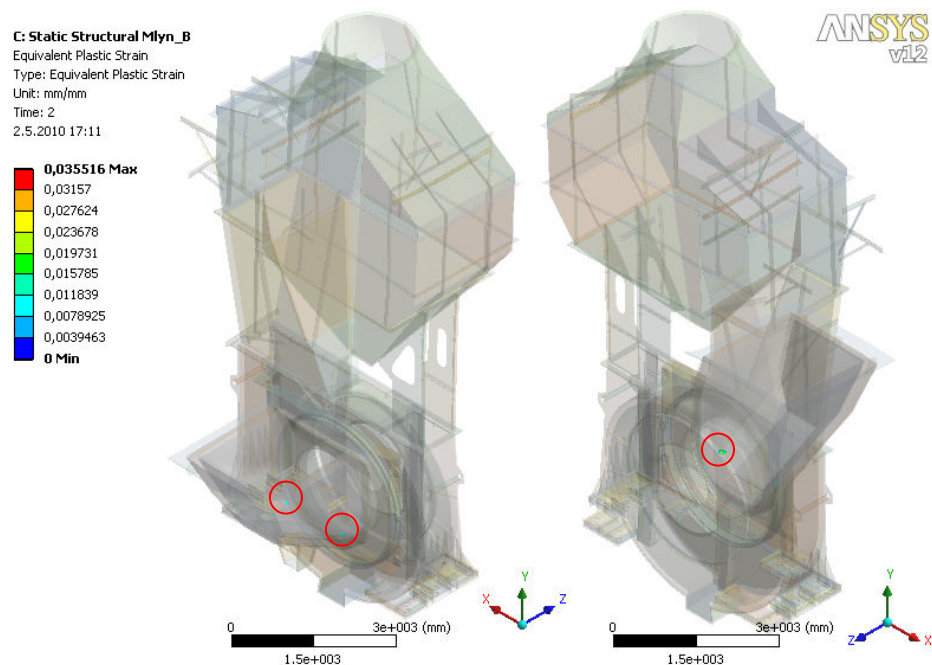 C: Static Structural Mlyn_B
Equivalent Plastic Strain
Type: Equivalent Plastic Strain
Unit: mm/mm
Time: 2
2.5.2010 17:11
ANSYS
v12
0,035516 Max
0,03157
0,027624
0,023678
0,019731
0,015785
0,011839
0,0078925
0,0039463
0 Min
Y
X
Z
0
3e+003 (mm)
1.5e+003
Y
Z
X
0
3e+003 (mm)
1.5e+003